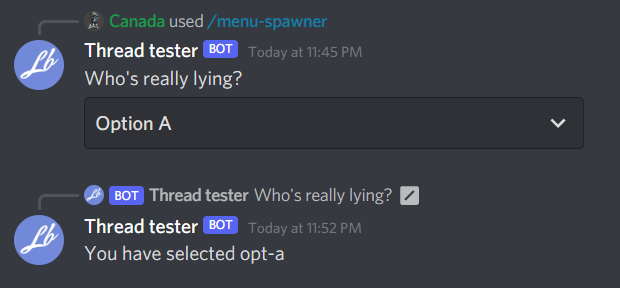 Canada used /menu-spawner
Lb Thread tester BOT Today at 11:45 PM
Who's really lying?
Option A
Lb BOT Thread tester Who's really lying?
Lb Thread tester BOT Today at 11:52 PM
You have selected opt-a